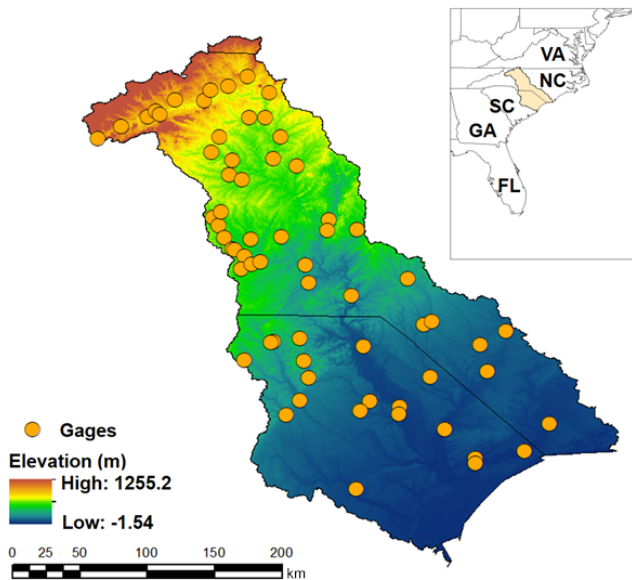 VA
NC
SC
GA
FL
Gages
Elevation (m)
High: 1255.2
Low: -1.54
0 25 50 100 150 200
km